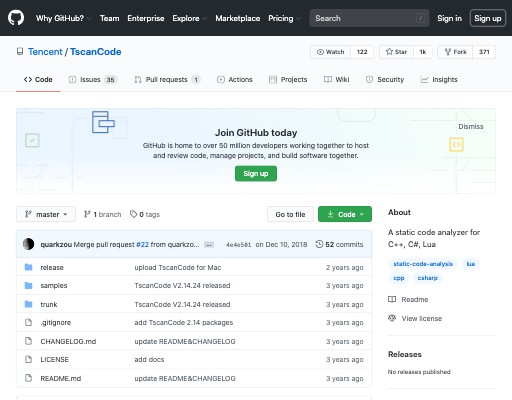 Why GitHub? Team Enterprise Explore Marketplace Pricing Search / Sign in Sign up
Tencent / TscanCode Watch 122 Star 1k Fork 371
Code Issues 35 Pull requests 1 Actions Projects Wiki Security Insights
Dismiss
Join GitHub today
GitHub is home to over 50 million developers working together to host
and review code, manage projects, and build software together.
Sign up
master 1 branch 0 tags Go to file Code
quarkzou Merge pull request #22 from quarkzo... ... 4e4e501 on Dec 10, 2018 52 commits
release upload TscanCode for Mac 2 years ago
samples TscanCode V2.14.24 released 2 years ago
trunk TscanCode V2.14.24 released 2 years ago
.gitignore add TscanCode 2.14 packages 3 years ago
CHANGELOG.md update README&CHANGELOG 3 years ago
LICENSE add docs 3 years ago
README.md update README&CHANGELOG 3 years ago
About
A static code analyzer for
C++, C#, Lua
static-code-analysis lua
cpp csharp
Readme
View license
Releases
No releases published